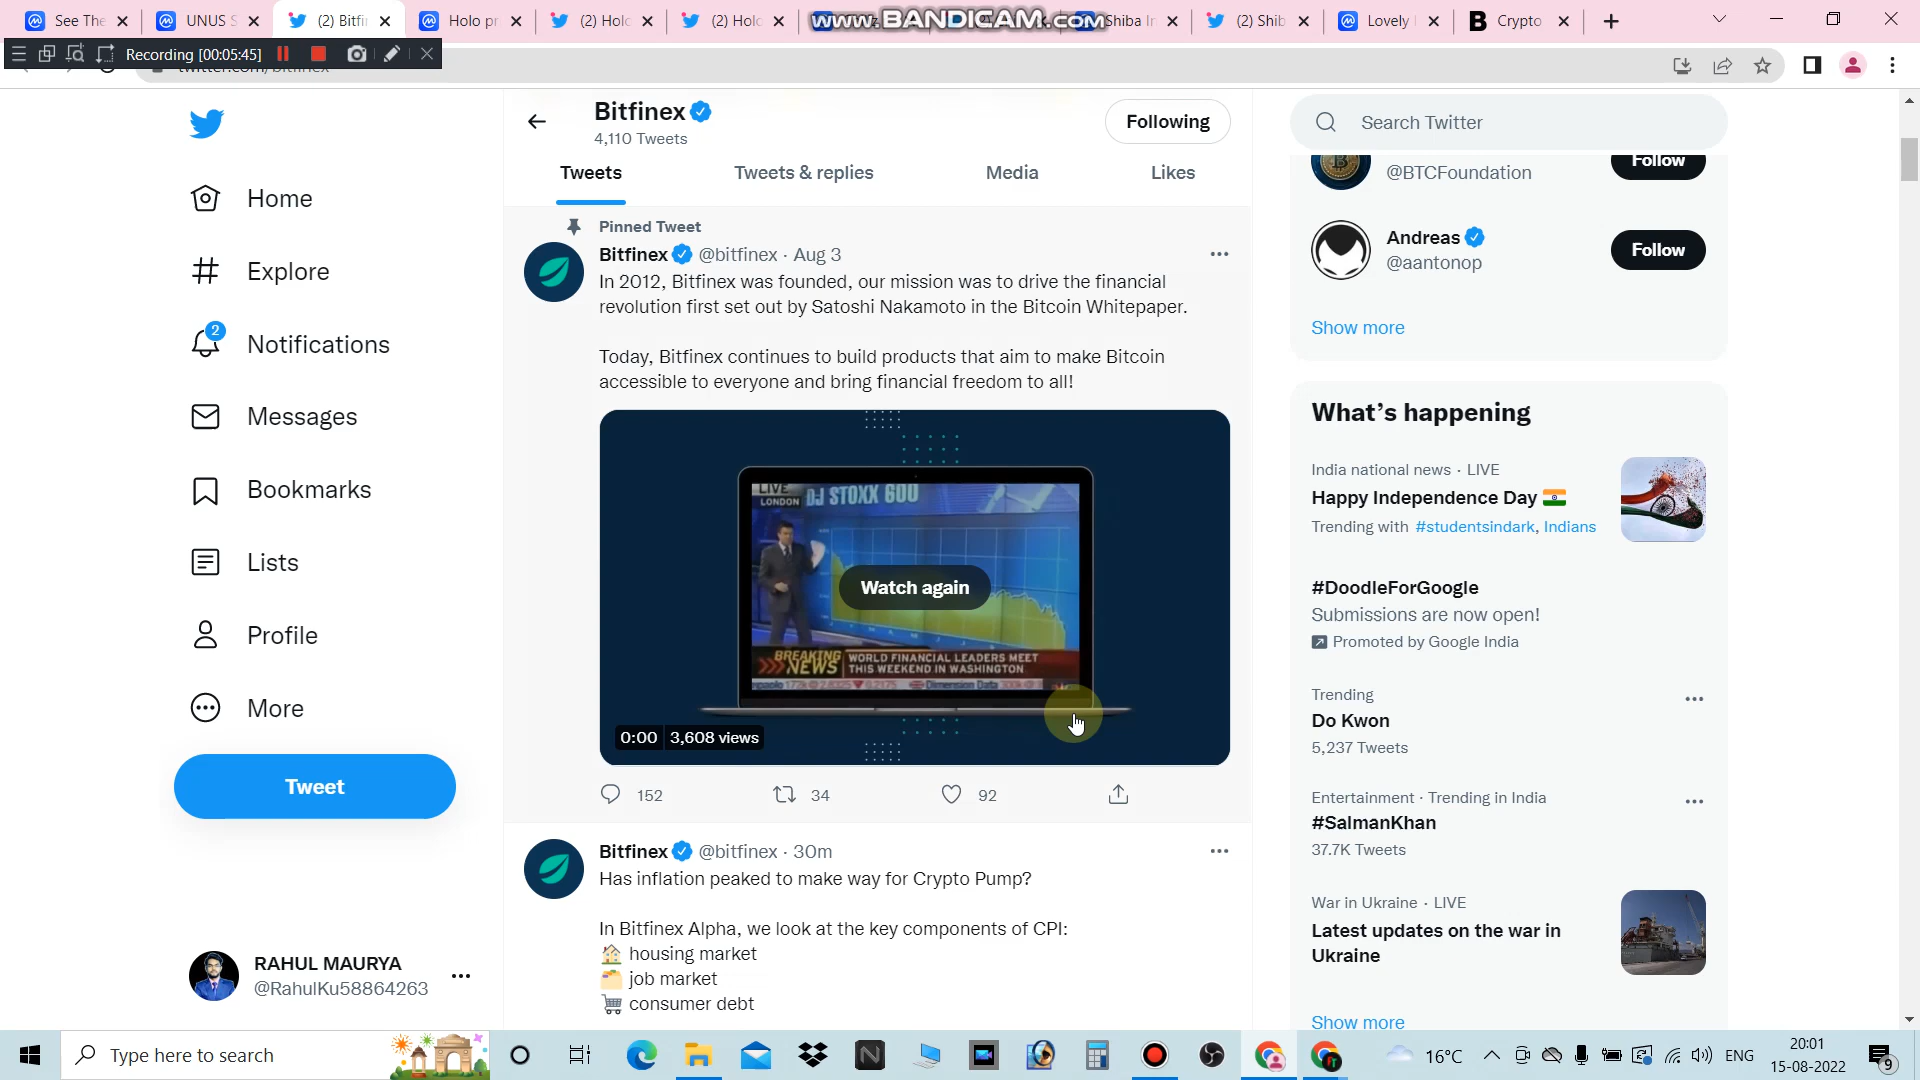 See The
UNUS S
(2) Bitfi
Holo pr
(2) Holo
(2) Holo
www.BANDICAM.com
Shiba In
(2) Shib
Lovely
Crypto
Recording [00:05:45]
twitter.com/bitfinex
Bitfinex
4,110 Tweets
Following
Search Twitter
Tweets
Tweets & replies
Media
Likes
Home
Explore
2
Notifications
Messages
Bookmarks
Lists
Profile
More
Tweet
RAHUL MAURYA
@RahulKu58864263
Pinned Tweet
Bitfinex @bitfinex · Aug 3
In 2012, Bitfinex was founded, our mission was to drive the financial
revolution first set out by Satoshi Nakamoto in the Bitcoin Whitepaper.
Today, Bitfinex continues to build products that aim to make Bitcoin
accessible to everyone and bring financial freedom to all!
LIVE
LONDON
DJ STOXX 600
Watch again
BREAKING
NEWS
WORLD FINANCIAL LEADERS MEET
THIS WEEKEND IN WASHINGTON
Dimension Data
0:00 3,608 views
152
34
92
Bitfinex @bitfinex · 30m
Has inflation peaked to make way for Crypto Pump?
In Bitfinex Alpha, we look at the key components of CPI:
🏠 housing market
🗂️ job market
🛒 consumer debt
@BTCFoundation
Follow
Andreas
@aantonop
Follow
Show more
What's happening
India national news · LIVE
Happy Independence Day 🇮🇳
Trending with #studentsindark, Indians
#DoodleForGoogle
Submissions are now open!
Promoted by Google India
Trending
Do Kwon
5,237 Tweets
Entertainment · Trending in India
#SalmanKhan
37.7K Tweets
War in Ukraine · LIVE
Latest updates on the war in
Ukraine
Show more
Type here to search
16°C
ENG
20:01
15-08-2022
9